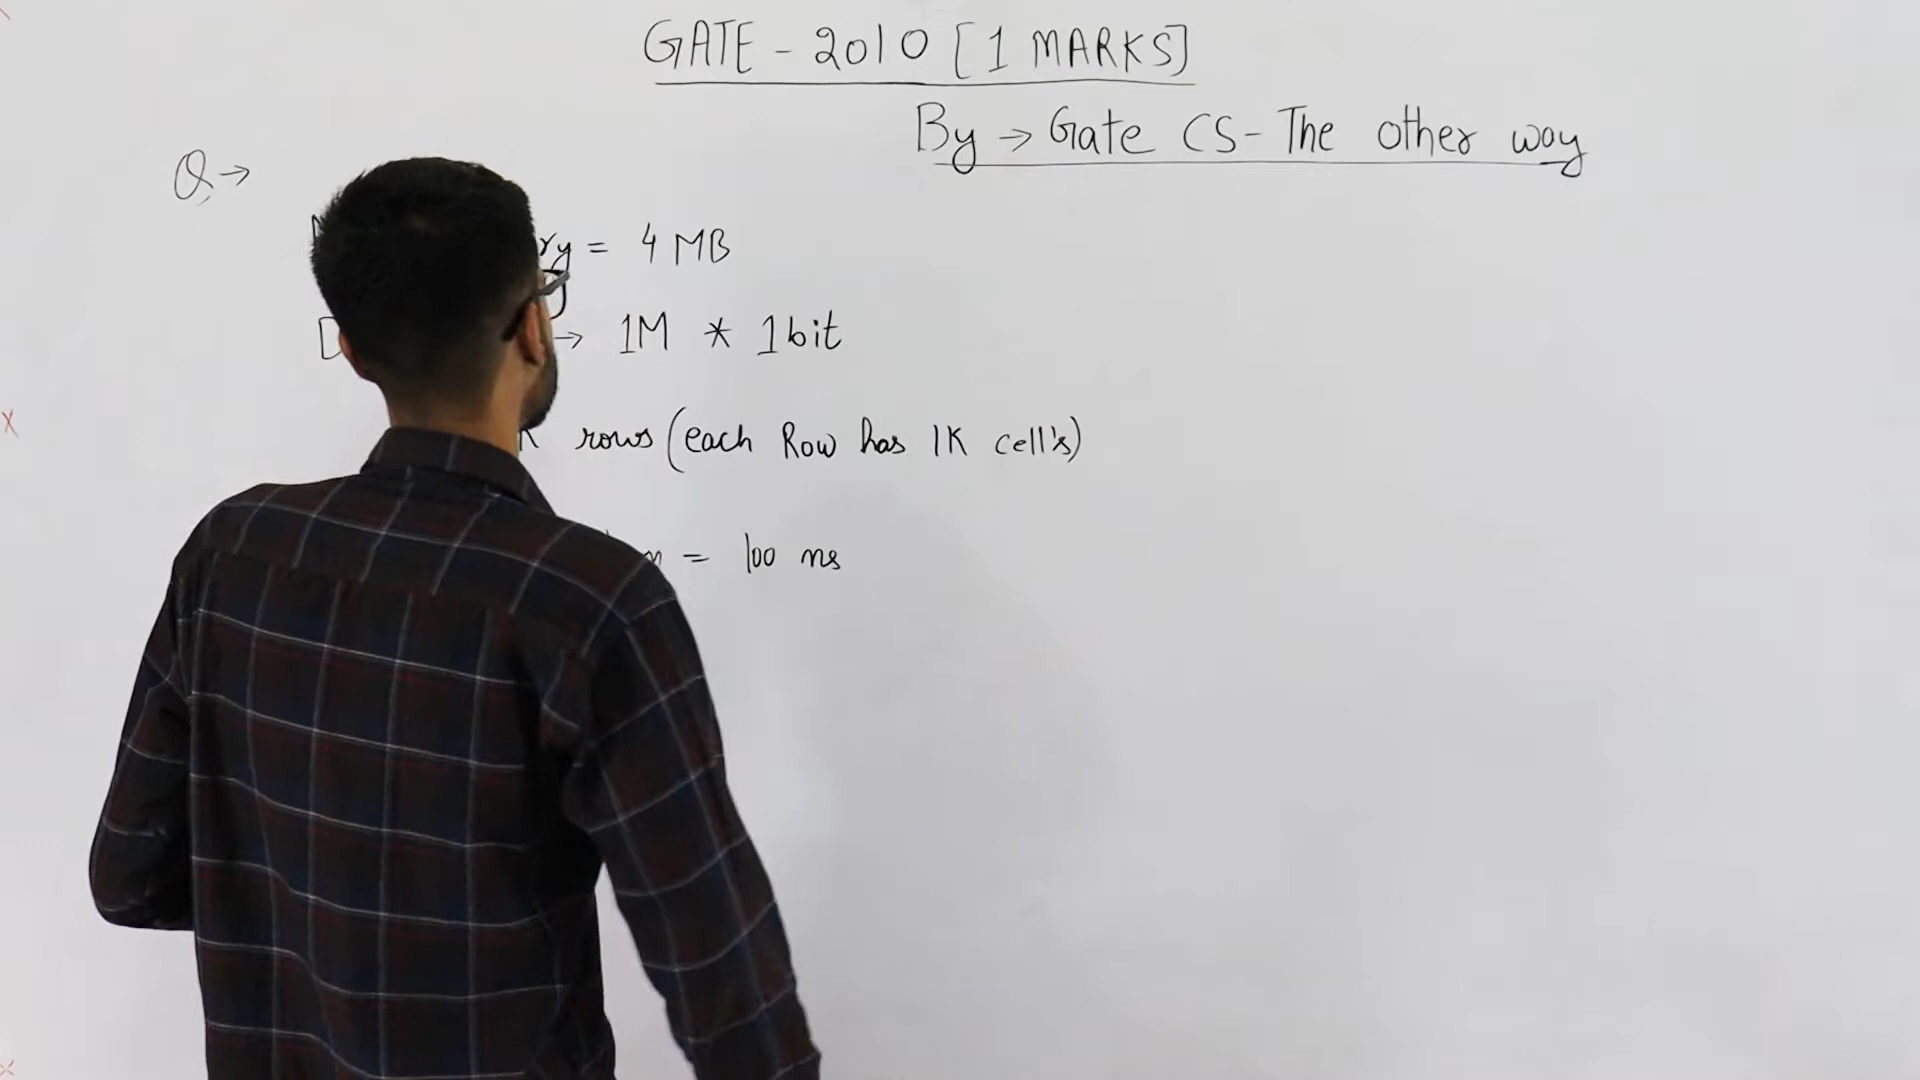 GATE - 2010 [1 MARKS]
By → Gate CS - The other way
Q →
ry = 4 MB
D → 1M * 1bit
K rows (each Row has 1K cell's)
n = 100 ns